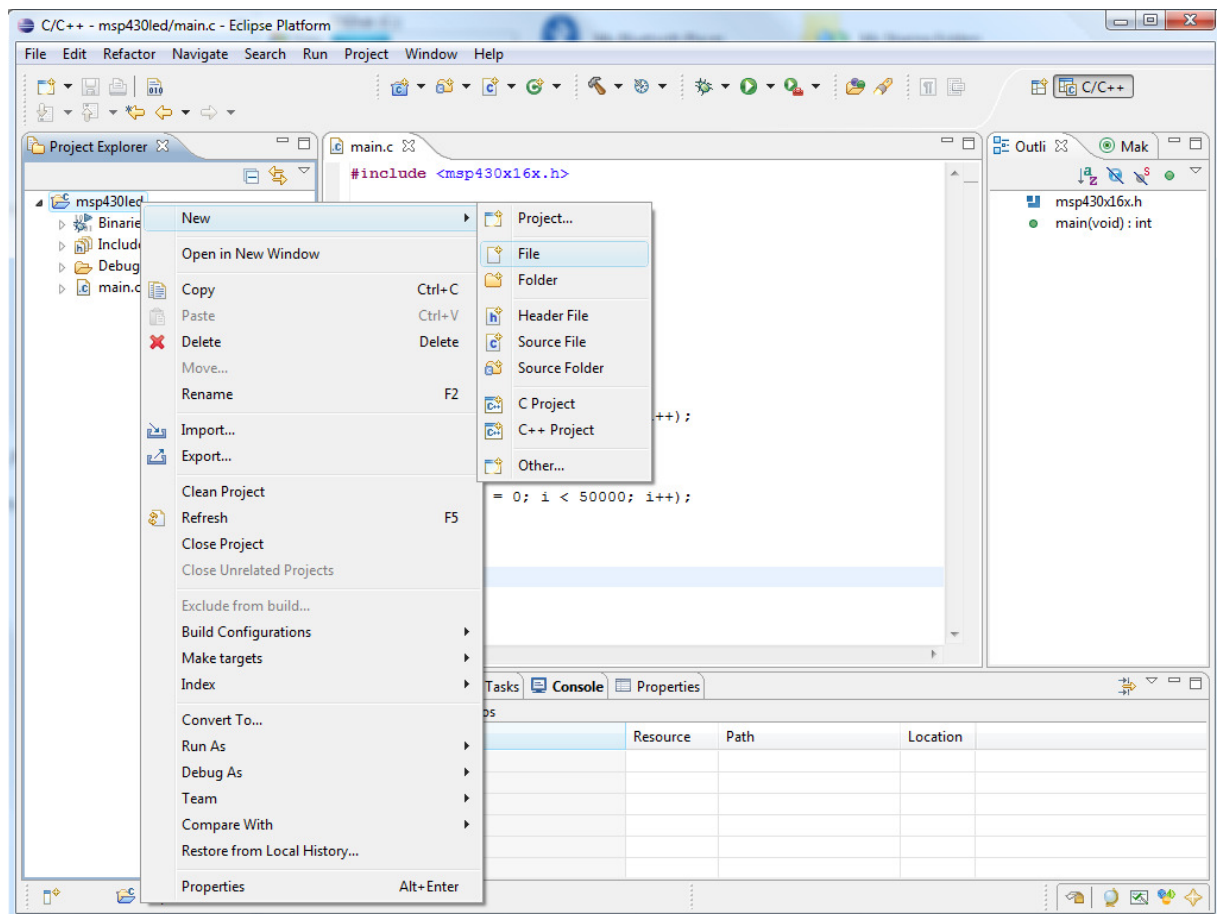 C/C++ - msp430led/main.c - Eclipse Platform
File Edit Refactor Navigate Search Run Project Window Help
C/C++
Project Explorer
main.c
Outli
Mak
#include <msp430x16x.h>
msp430led
Binarie
Include
Debug
main.c
msp430x16x.h
main(void) : int
New
Open in New Window
Copy Ctrl+C
Paste Ctrl+V
Delete Delete
Move...
Rename F2
Import...
Export...
Clean Project
Refresh F5
Close Project
Close Unrelated Projects
Exclude from build...
Build Configurations
Make targets
Index
Convert To...
Run As
Debug As
Team
Compare With
Restore from Local History...
Properties Alt+Enter
Project...
File
Folder
Header File
Source File
Source Folder
C Project
C++ Project
Other...
++);
= 0; i < 50000; i++);
Tasks Console Properties
Resource Path Location